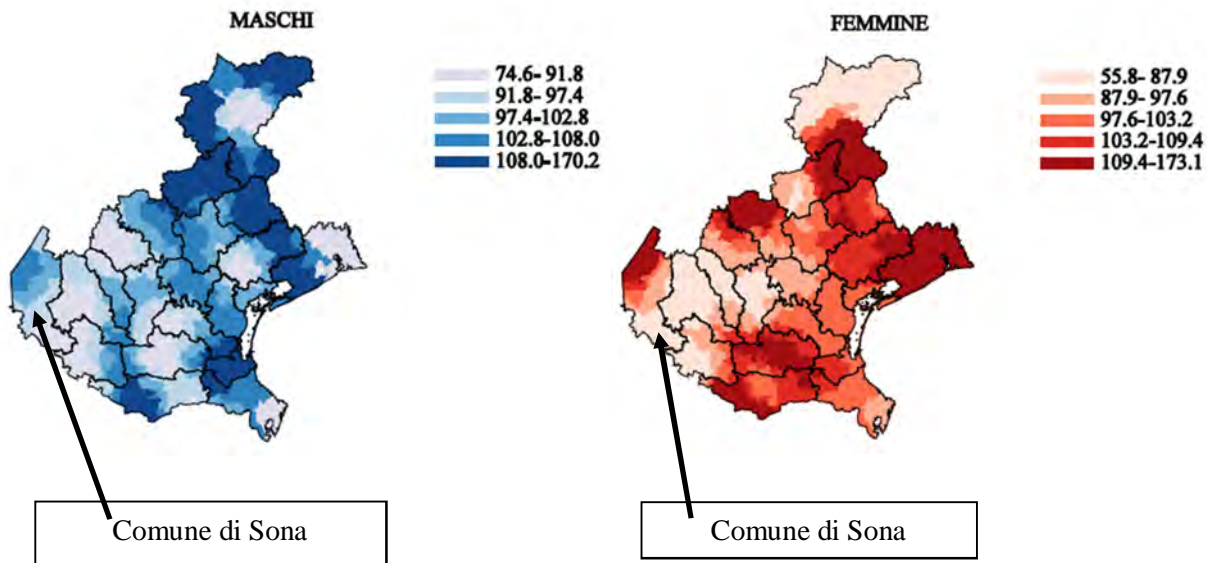 MASCHI
74.6- 91.8
91.8- 97.4
97.4-102.8
102.8-108.0
108.0-170.2
Comune di Sona
FEMMINE
55.8- 87.9
87.9- 97.6
97.6-103.2
103.2-109.4
109.4-173.1
Comune di Sona